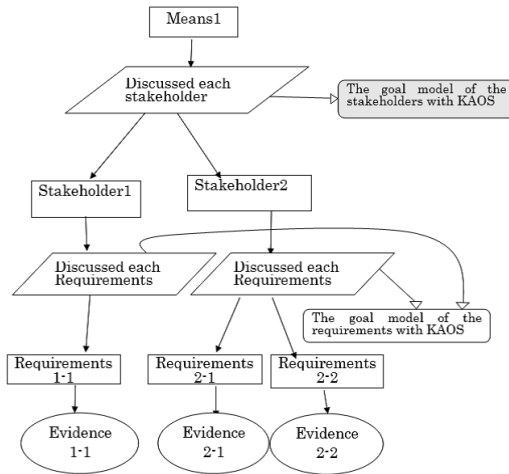 Means1
Discussed each
stakeholder
The goal model of the
stakeholders with KAOS
Stakeholder1
Stakeholder2
Discussed each
Requirements
Discussed each
Requirements
The goal model of the
requirements with KAOS
Requirements
1-1
Requirements
2-1
Requirements
2-2
Evidence
1-1
Evidence
2-1
Evidence
2-2